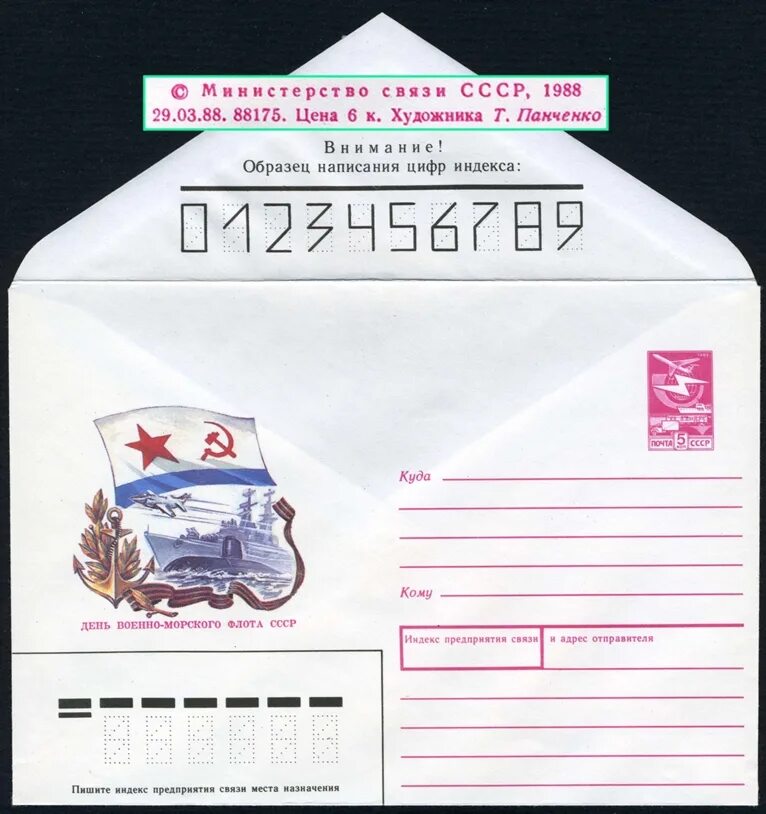 © Министерство связи СССР, 1988
29.03.88. 88175. Цена 6 к. Художника Т. Панченко
Внимание!
Образец написания цифр индекса:
0123456789
ПОЧТА 5 СССР
Куда
Кому
ДЕНЬ ВОЕННО-МОРСКОГО ФЛОТА СССР
Индекс предприятия связи и адрес отправителя
Пишите индекс предприятия связи места назначения